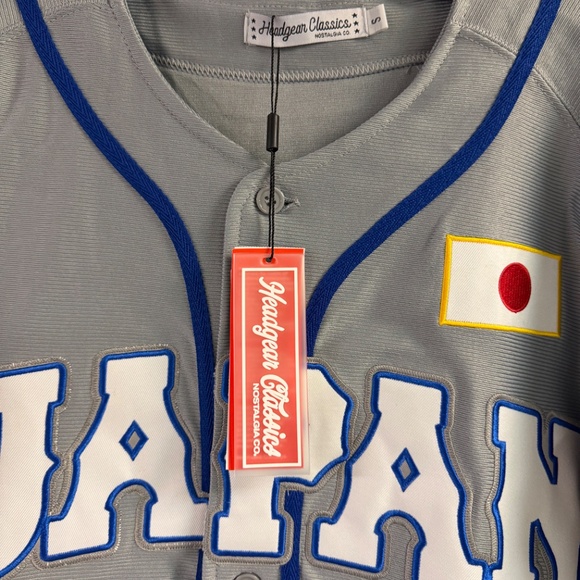 Headgear Classics
NOSTALGIA CO.
S
Headgear Classics
NOSTALGIA CO.
JAPAN